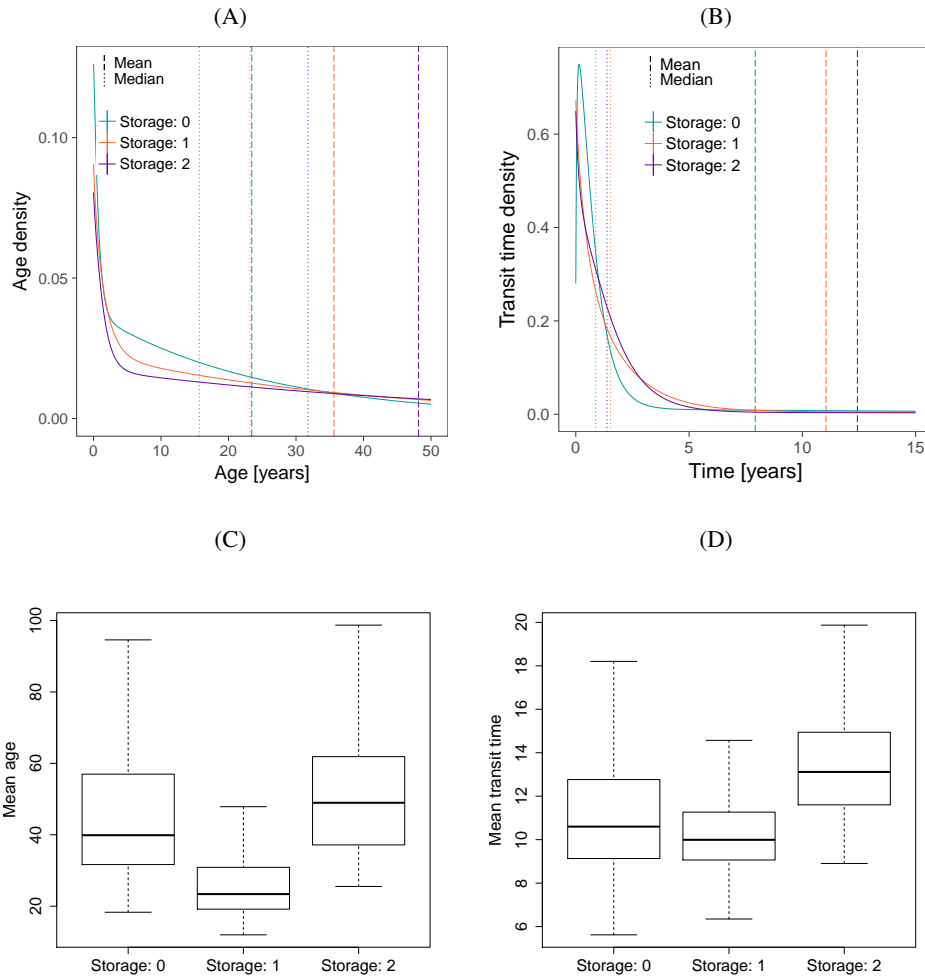 (A)
(B)
Mean
Median
Storage: 0
Storage: 1
Storage: 2
0.10
0.05
0.00
Age density
0 10 20 30 40 50
Age [years]
Mean
Median
Storage: 0
Storage: 1
Storage: 2
0.6
0.4
0.2
0.0
Transit time density
0 5 10 15
Time [years]
(C)
(D)
100
80
60
40
20
Mean age
Storage: 0 Storage: 1 Storage: 2
20
18
16
14
12
10
8
6
Mean transit time
Storage: 0 Storage: 1 Storage: 2